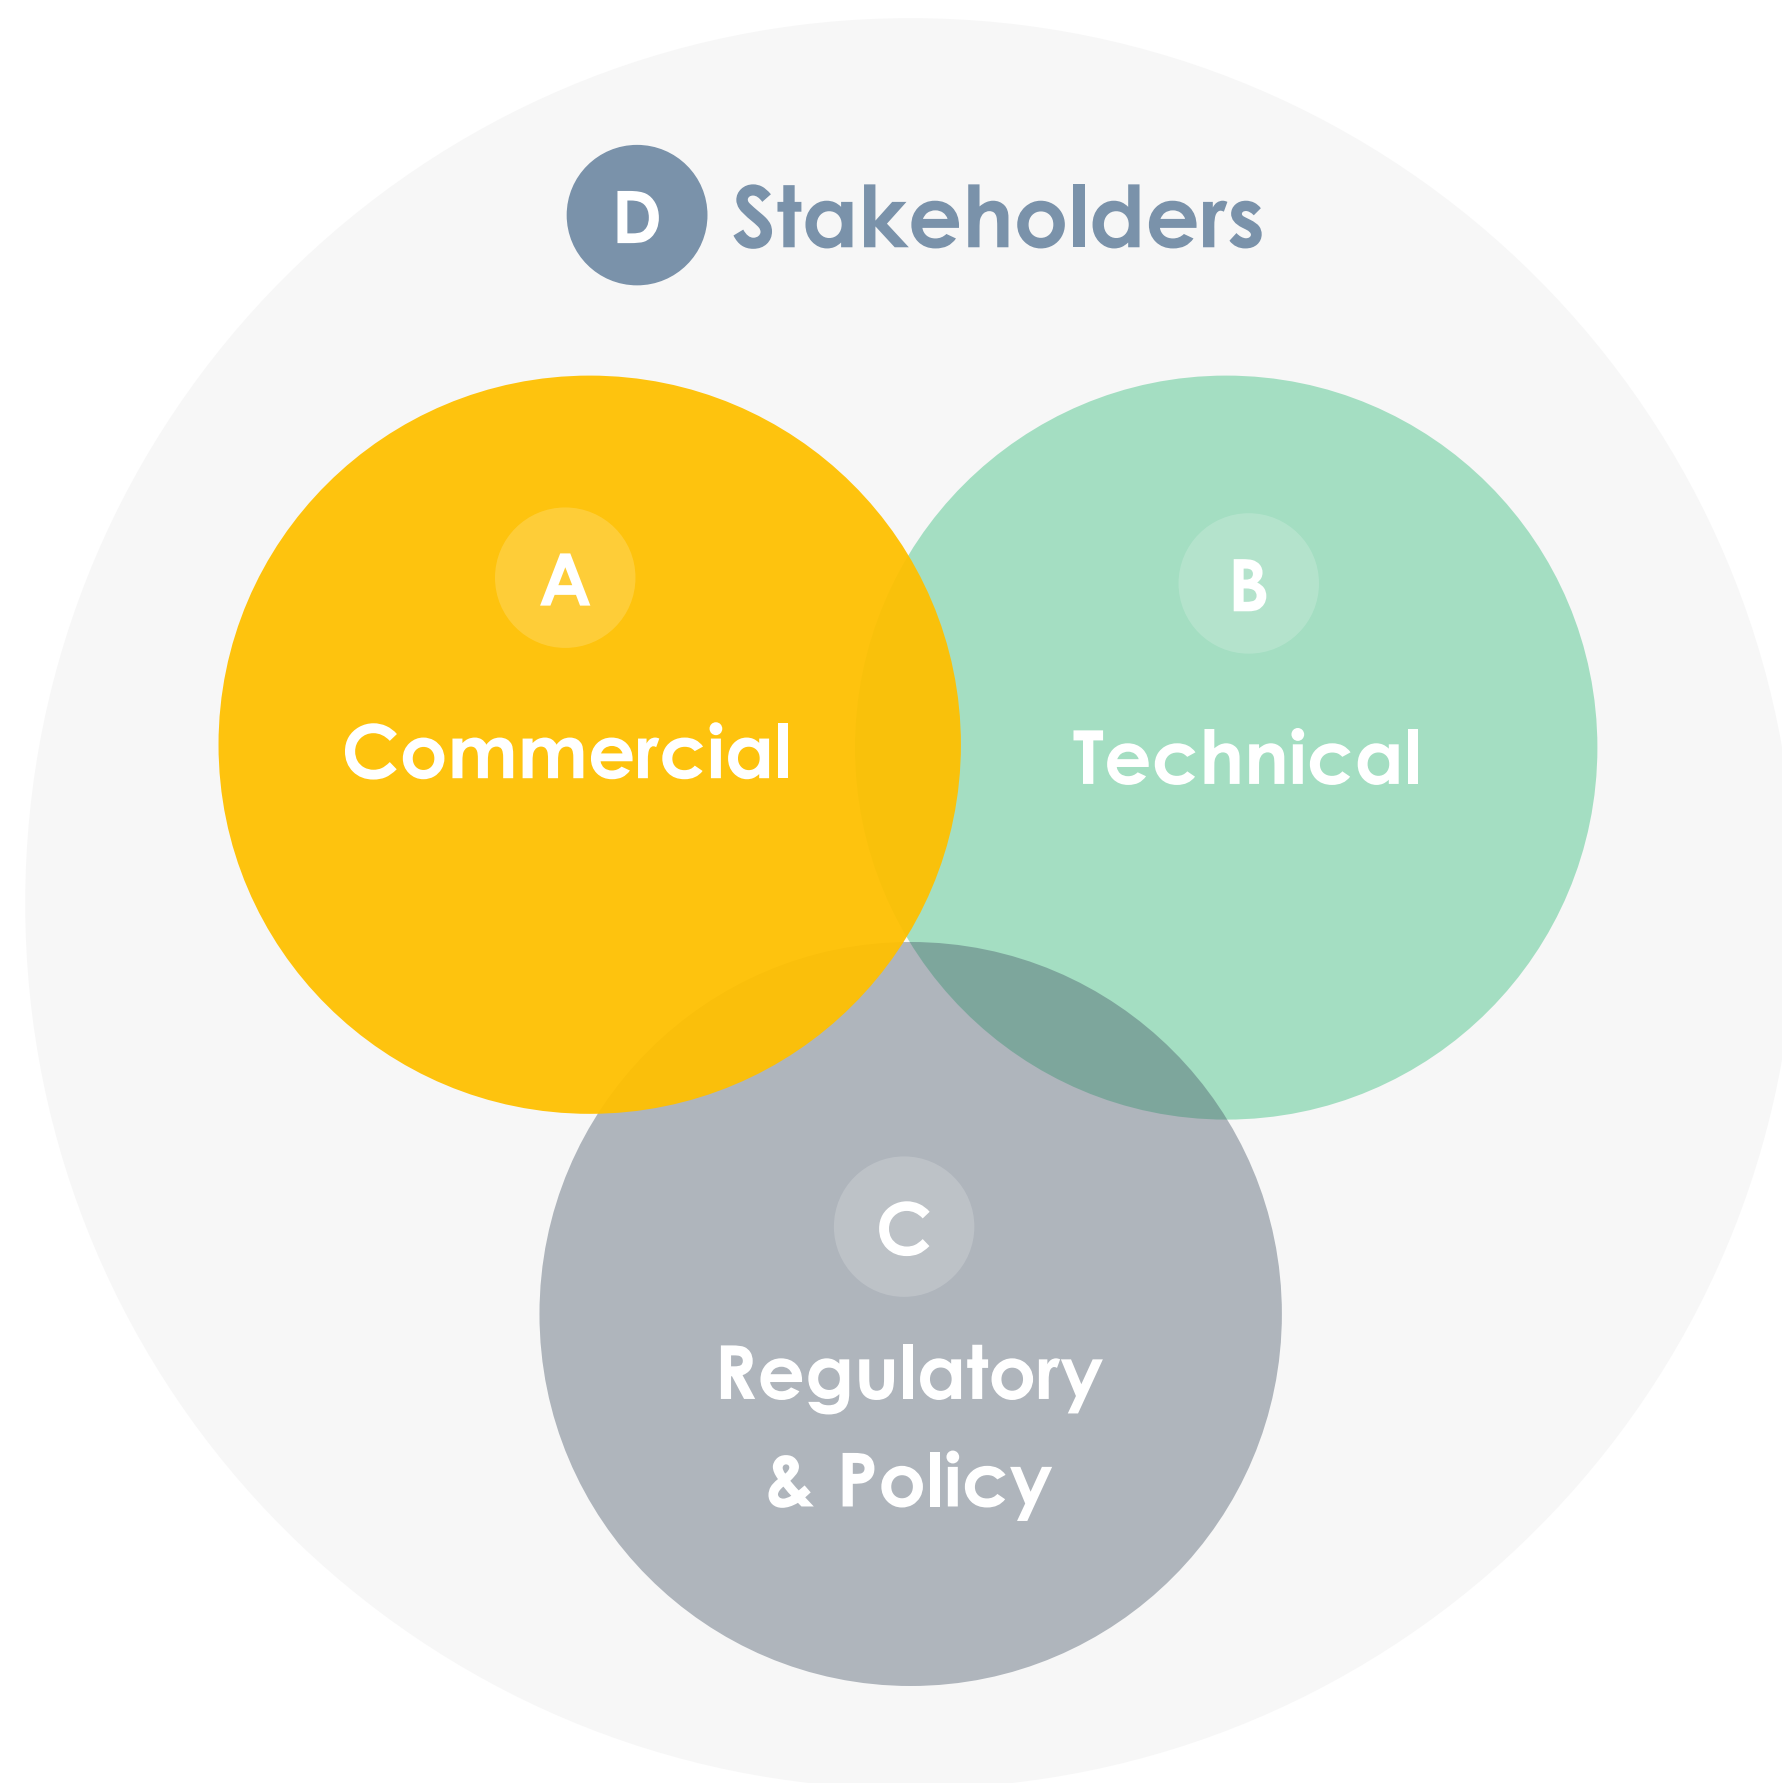 D Stakeholders
A
Commercial
B
Technical
C
Regulatory
& Policy